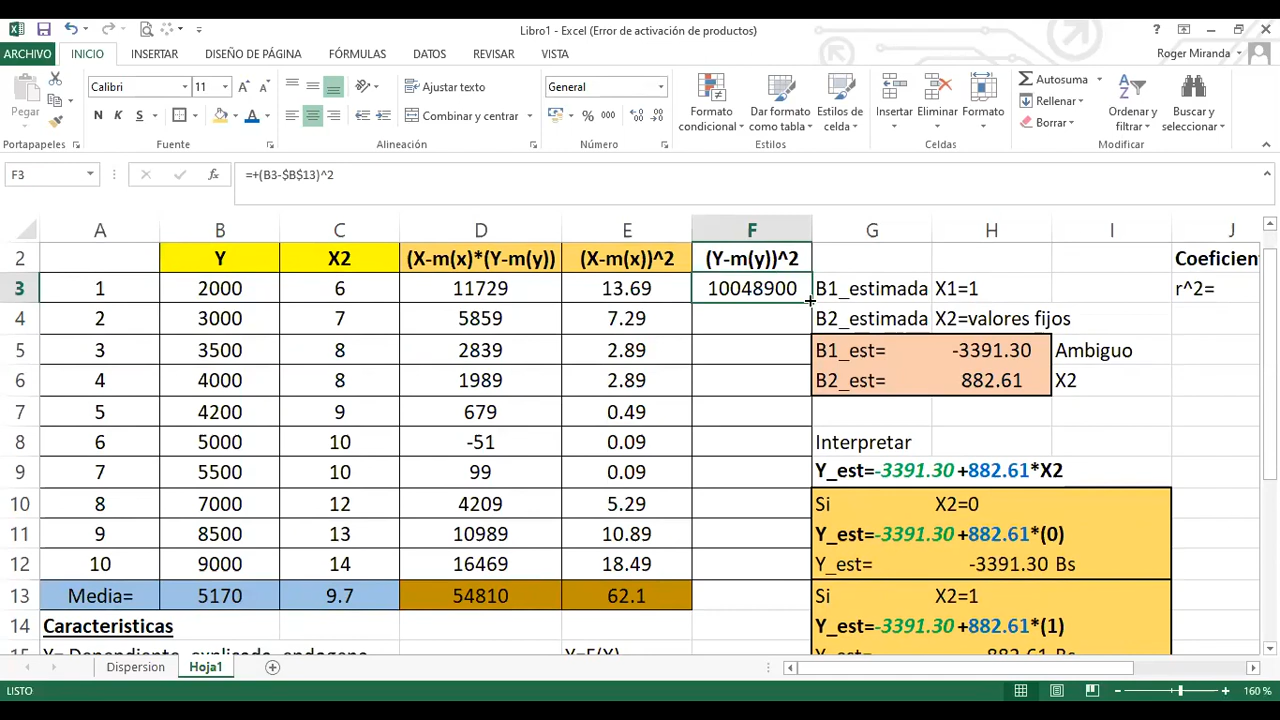 Libro1 - Excel (Error de activación de productos)
ARCHIVO INICIO INSERTAR DISEÑO DE PÁGINA FÓRMULAS DATOS REVISAR VISTA Roger Miranda
Pegar
Portapapeles
Calibri 11
N K S
Fuente
Ajustar texto
Combinar y centrar
Alineación
General
% 000
Número
Formato condicional
Dar formato como tabla
Estilos de celda
Estilos
Insertar Eliminar Formato
Celdas
Autosuma
Rellenar
Borrar
Ordenar y filtrar
Buscar y seleccionar
Modificar
F3 fx =+(B3-$B$13)^2
A B C D E F G H I J
2 Y X2 (X-m(x)*(Y-m(y)) (X-m(x))^2 (Y-m(y))^2 Coeficien
3 1 2000 6 11729 13.69 10048900 B1_estimada X1=1 r^2=
4 2 3000 7 5859 7.29 B2_estimada X2=valores fijos
5 3 3500 8 2839 2.89 B1_est= -3391.30 Ambiguo
6 4 4000 8 1989 2.89 B2_est= 882.61 X2
7 5 4200 9 679 0.49
8 6 5000 10 -51 0.09 Interpretar
9 7 5500 10 99 0.09 Y_est=-3391.30+882.61*X2
10 8 7000 12 4209 5.29 Si X2=0
11 9 8500 13 10989 10.89 Y_est=-3391.30+882.61*(0)
12 10 9000 14 16469 18.49 Y_est= -3391.30 Bs
13 Media= 5170 9.7 54810 62.1 Si X2=1
14 Caracteristicas Y_est=-3391.30+882.61*(1)
15 Y= Dependiente, explicada, endogeno Y=F(X) Y_est= 882.61 Bs
Dispersion Hoja1
LISTO 160 %